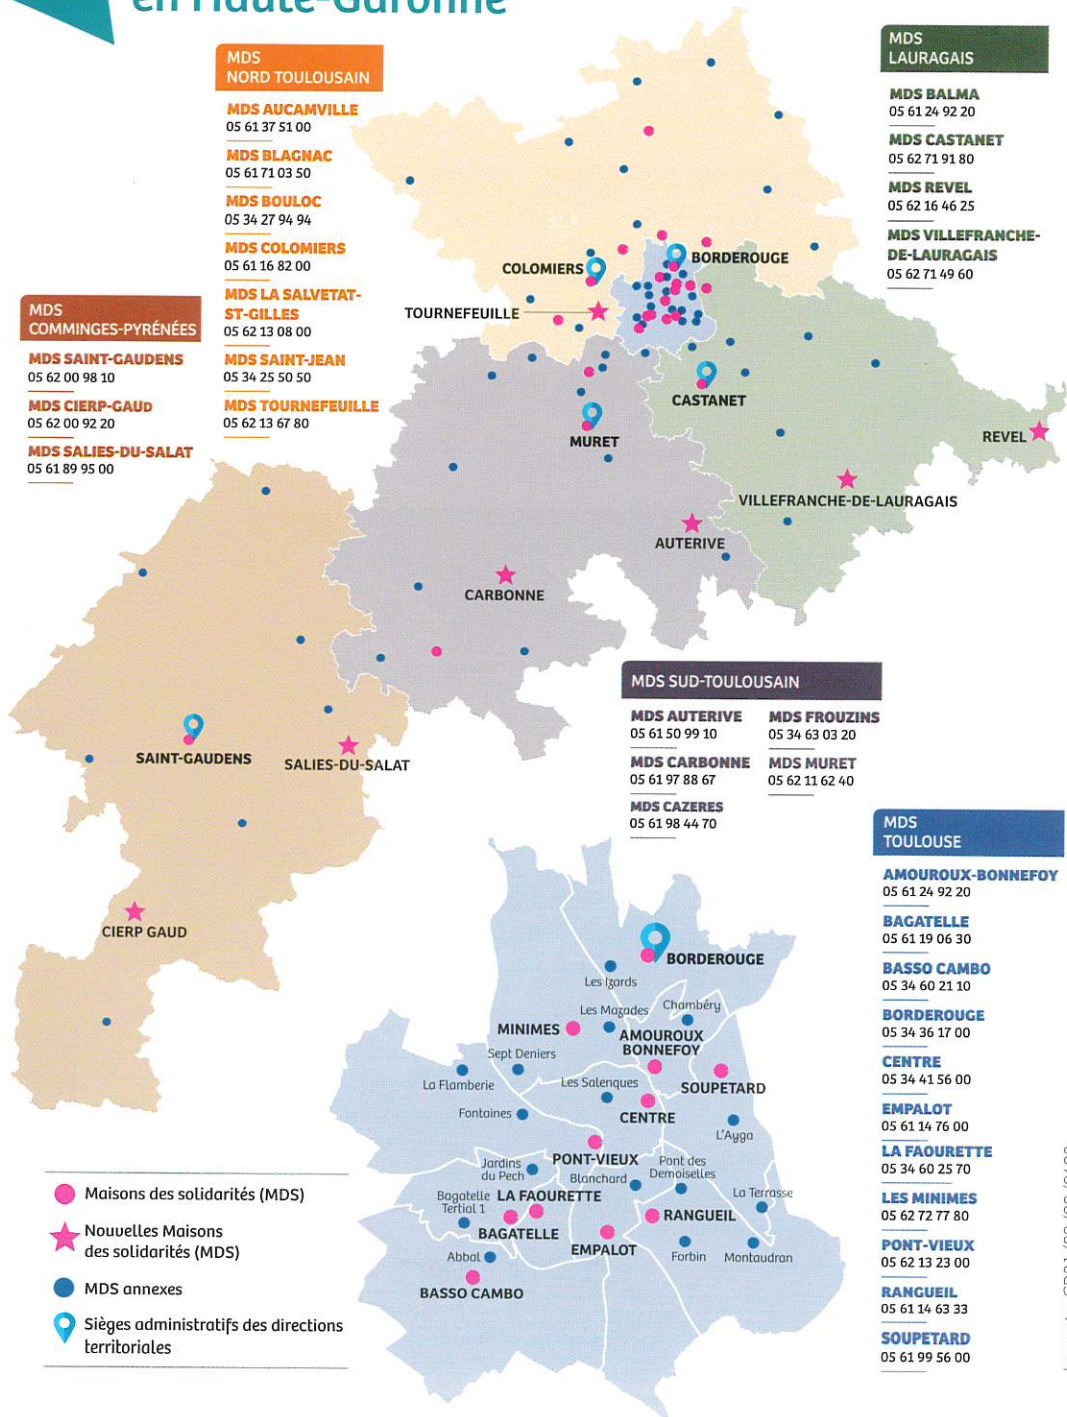 en Haute-Garonne
MDS
NORD TOULOUSAIN
MDS AUCAMVILLE
05 61 37 51 00
MDS BLAGNAC
05 61 71 03 50
MDS BOULOC
05 34 27 94 94
MDS COLOMIERS
05 61 16 82 00
MDS LA SALVETAT-
ST-GILLES
05 62 13 08 00
MDS SAINT-JEAN
05 34 25 50 50
MDS TOURNEFEUILLE
05 62 13 67 80
MDS
LAURAGAIS
MDS BALMA
05 61 24 92 20
MDS CASTANET
05 62 71 91 80
MDS REVEL
05 62 16 46 25
MDS VILLEFRANCHE-
DE-LAURAGAIS
05 62 71 49 60
MDS
COMMINGES-PYRÉNÉES
MDS SAINT-GAUDENS
05 62 00 98 10
MDS CIERP-GAUD
05 62 00 92 20
MDS SALIES-DU-SALAT
05 61 89 95 00
COLOMIERS
BORDEROUGE
TOURNEFEUILLE
CASTANET
MURET
REVEL
VILLEFRANCHE-DE-LAURAGAIS
AUTERIVE
CARBONNE
SAINT-GAUDENS
SALIES-DU-SALAT
CIERP GAUD
MDS SUD-TOULOUSAIN
MDS AUTERIVE
05 61 50 99 10
MDS CARBONNE
05 61 97 88 67
MDS CAZERES
05 61 98 44 70
MDS FROUZINS
05 34 63 03 20
MDS MURET
05 62 11 62 40
MDS
TOULOUSE
AMOUROUX-BONNEFOY
05 61 24 92 20
BAGATELLE
05 61 19 06 30
BASSO CAMBO
05 34 60 21 10
BORDEROUGE
05 34 36 17 00
CENTRE
05 34 41 56 00
EMPALOT
05 61 14 76 00
LA FAOURETTE
05 34 60 25 70
LES MINIMES
05 62 72 77 80
PONT-VIEUX
05 62 13 23 00
RANGUEIL
05 61 14 63 33
SOUPETARD
05 61 99 56 00
BORDEROUGE
Les Izards
Chambéry
Les Mazades
MINIMES
AMOUROUX
BONNEFOY
Sept Deniers
La Flamberie
Les Salenques
SOUPETARD
Fontaines
CENTRE
L'Ayga
PONT-VIEUX
Jardins
du Pech
Blanchard
Pont des
Demoiselles
Bagatelle
Tertial 1
LA FAOURETTE
La Terrasse
BAGATELLE
RANGUEIL
EMPALOT
Abbal
Forbin
Montaudran
BASSO CAMBO
Maisons des solidarités (MDS)
Nouvelles Maisons
des solidarités (MDS)
MDS annexes
Sièges administratifs des directions
territoriales